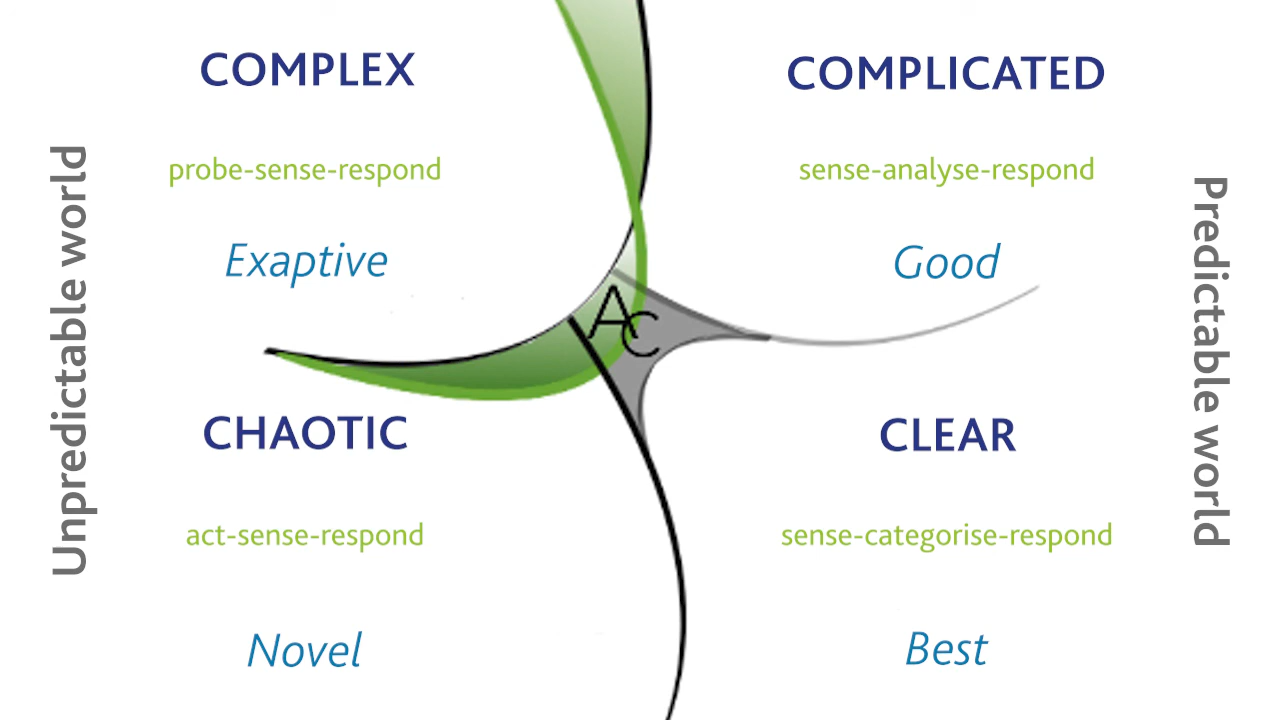 COMPLEX
probe-sense-respond
Exaptive
COMPLICATED
sense-analyse-respond
Good
A
C
CHAOTIC
act-sense-respond
Novel
CLEAR
sense-categorise-respond
Best
Unpredictable world
Predictable world